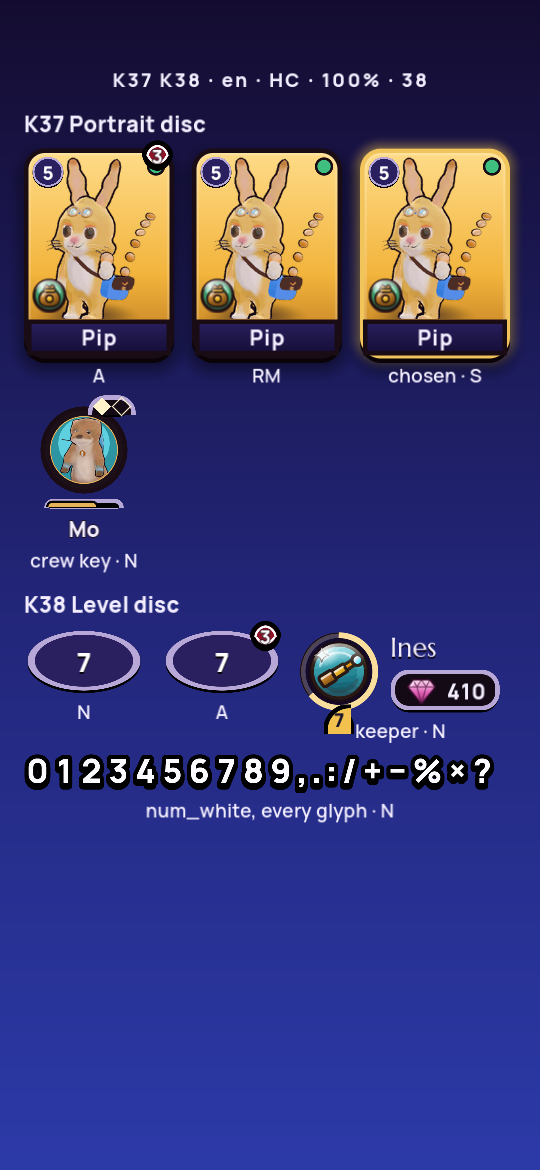 K37 K38 · en · HC · 100% · 38
K37 Portrait disc
5 3 5 5
Pip Pip Pip
A RM chosen · S
Mo
crew key · N
K38 Level disc
7 7 3 Ines
410
N A 7 keeper · N
0123456789,.:/+−%×?
num_white, every glyph · N